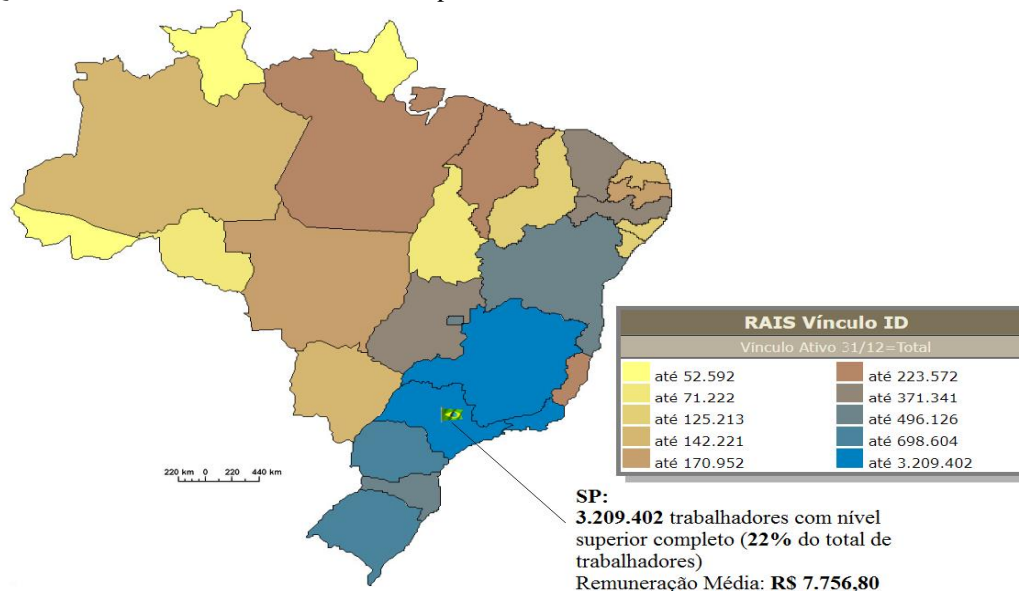 RAIS Vínculo ID
Vínculo Ativo 31/12=Total
até 52.592
até 223.572
até 71.222
até 371.341
até 125.213
até 496.126
até 142.221
até 698.604
até 170.952
até 3.209.402
220 km 0 220 440 km
SP:
3.209.402 trabalhadores com nível
superior completo (22% do total de
trabalhadores)
Remuneração Média: R$ 7.756,80